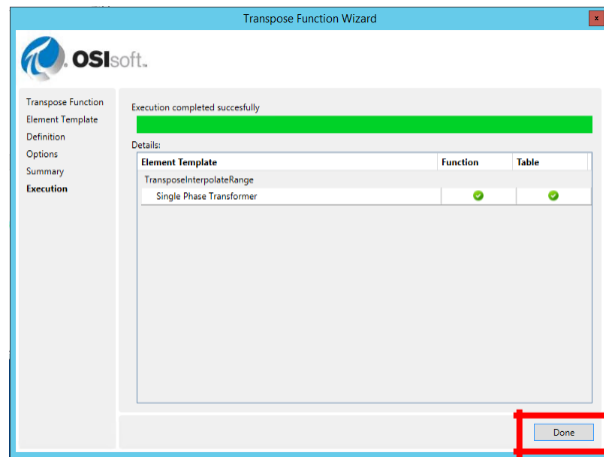 Transpose Function Wizard
x
OSIsoft.
Transpose Function
Element Template
Definition
Options
Summary
Execution
Execution completed succesfully
Details:
Element Template Function Table
TransposeInterpolateRange
Single Phase Transformer
Done